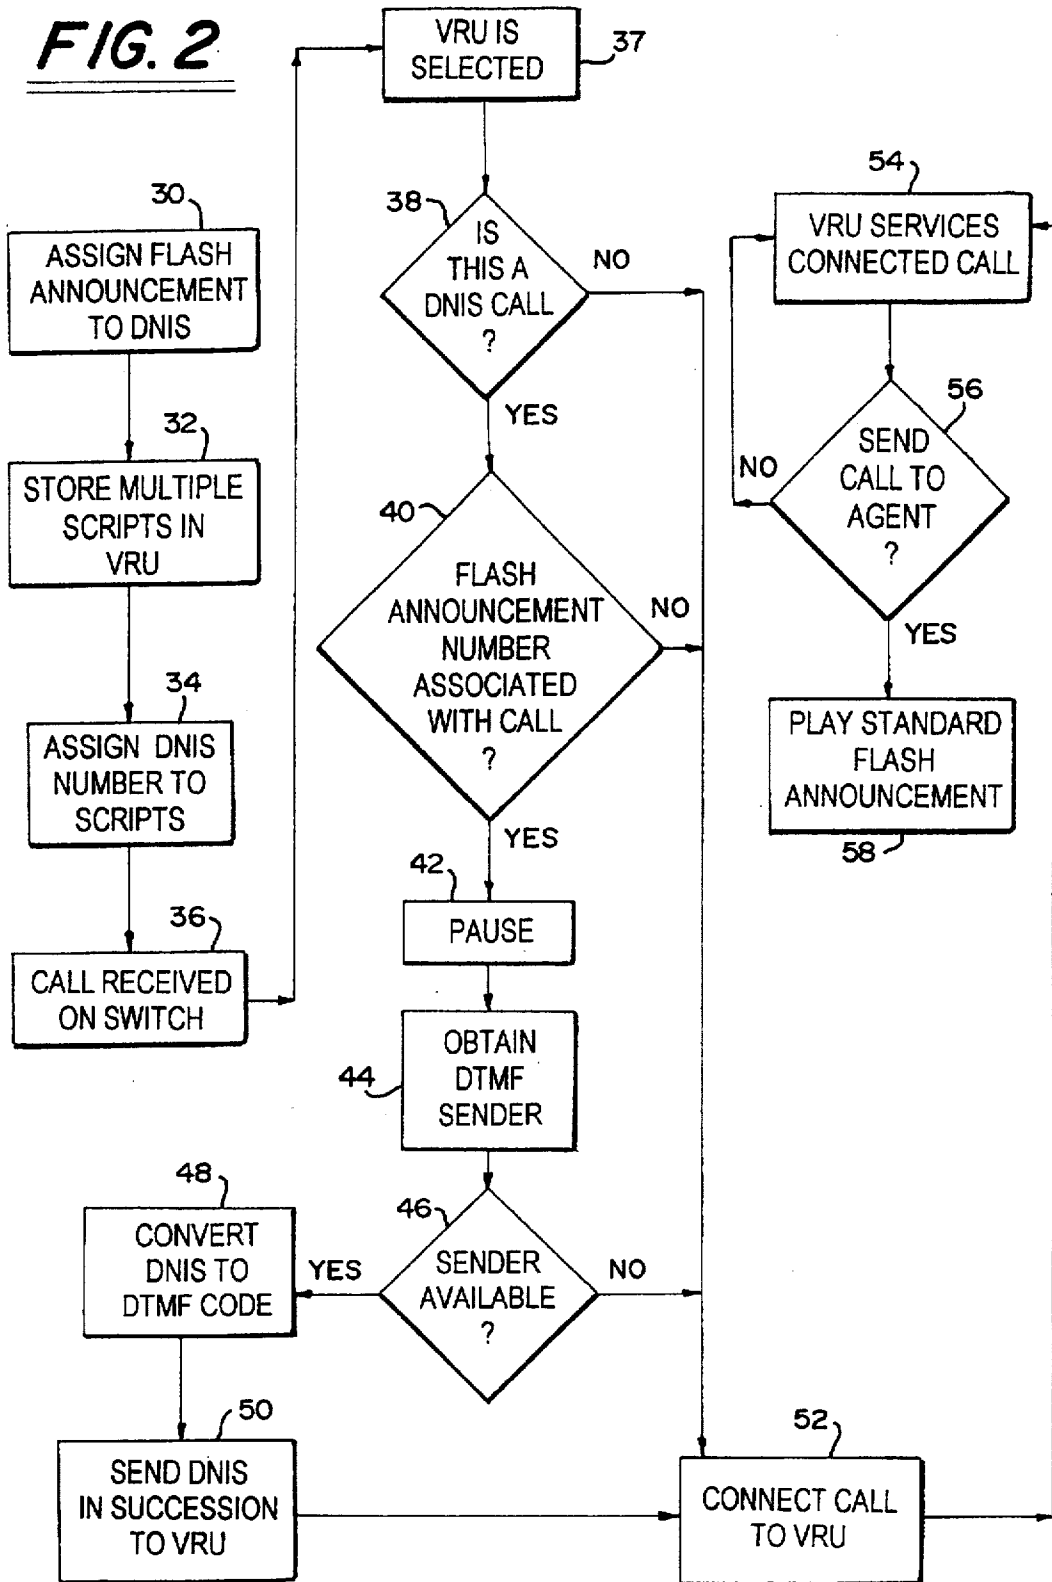 FIG. 2
30
ASSIGN FLASH
ANNOUNCEMENT
TO DNIS
32
STORE MULTIPLE
SCRIPTS IN
VRU
34
ASSIGN DNIS
NUMBER TO
SCRIPTS
36
CALL RECEIVED
ON SWITCH
VRU IS
SELECTED
37
38
IS
THIS A
DNIS CALL
?
NO
YES
40
FLASH
ANNOUNCEMENT
NUMBER
ASSOCIATED
WITH CALL
?
NO
YES
42
PAUSE
44
OBTAIN
DTMF
SENDER
46
SENDER
AVAILABLE
?
YES
NO
48
CONVERT
DNIS TO
DTMF CODE
50
SEND DNIS
IN SUCCESSION
TO VRU
52
CONNECT CALL
TO VRU
54
VRU SERVICES
CONNECTED CALL
56
SEND
CALL TO
AGENT
?
NO
YES
PLAY STANDARD
FLASH
ANNOUNCEMENT
58